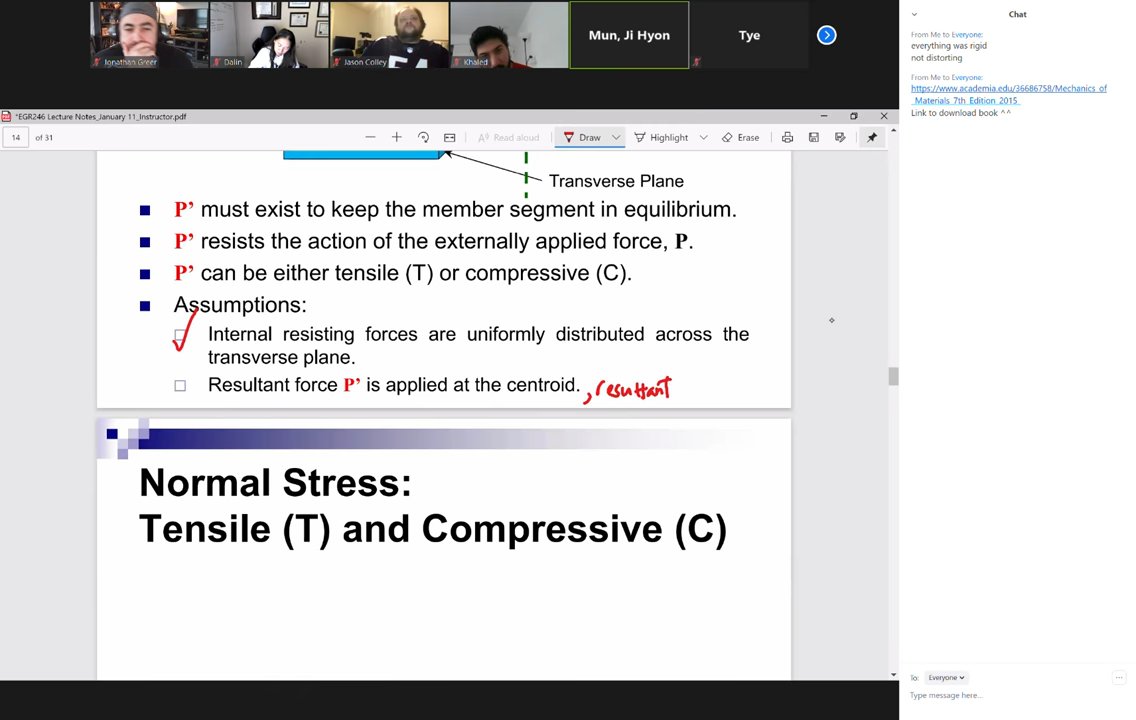 Jonathan Greer
Dalin
Jason Colley
Khaled
Mun, Ji Hyon
Tye
*EGR246 Lecture Notes_January 11_Instructor.pdf
14 of 31
Read aloud
Draw
Highlight
Erase
Transverse Plane
P’ must exist to keep the member segment in equilibrium.
P’ resists the action of the externally applied force, P.
P’ can be either tensile (T) or compressive (C).
Assumptions:
Internal resisting forces are uniformly distributed across the
transverse plane.
Resultant force P’ is applied at the centroid. , resultant
Normal Stress:
Tensile (T) and Compressive (C)
Chat
From Me to Everyone:
everything was rigid
not distorting
From Me to Everyone:
https://www.academia.edu/36686758/Mechanics_of
_Materials_7th_Edition_2015_
Link to download book ^^
To: Everyone
Type message here...